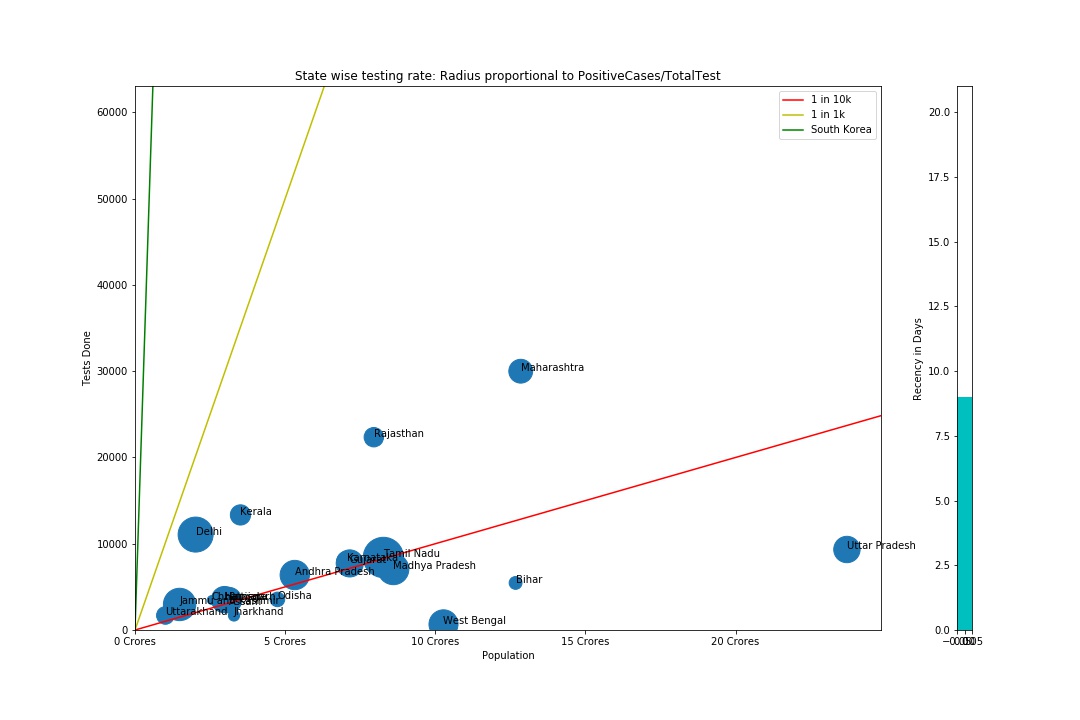 State wise testing rate: Radius proportional to PositiveCases/TotalTest
60000
50000
40000
30000
20000
10000
0
Tests Done
1 in 10k
1 in 1k
South Korea
Maharashtra
Rajasthan
Kerala
Delhi
Tamil Nadu
Karnataka
Gujarat
Madhya Pradesh
Andhra Pradesh
Uttar Pradesh
Bihar
Odisha
Uttarakhand
Jharkhand
West Bengal
0 Crores
5 Crores
10 Crores
15 Crores
20 Crores
Population
20.0
17.5
15.0
12.5
10.0
7.5
5.0
2.5
0.0
Recency in Days